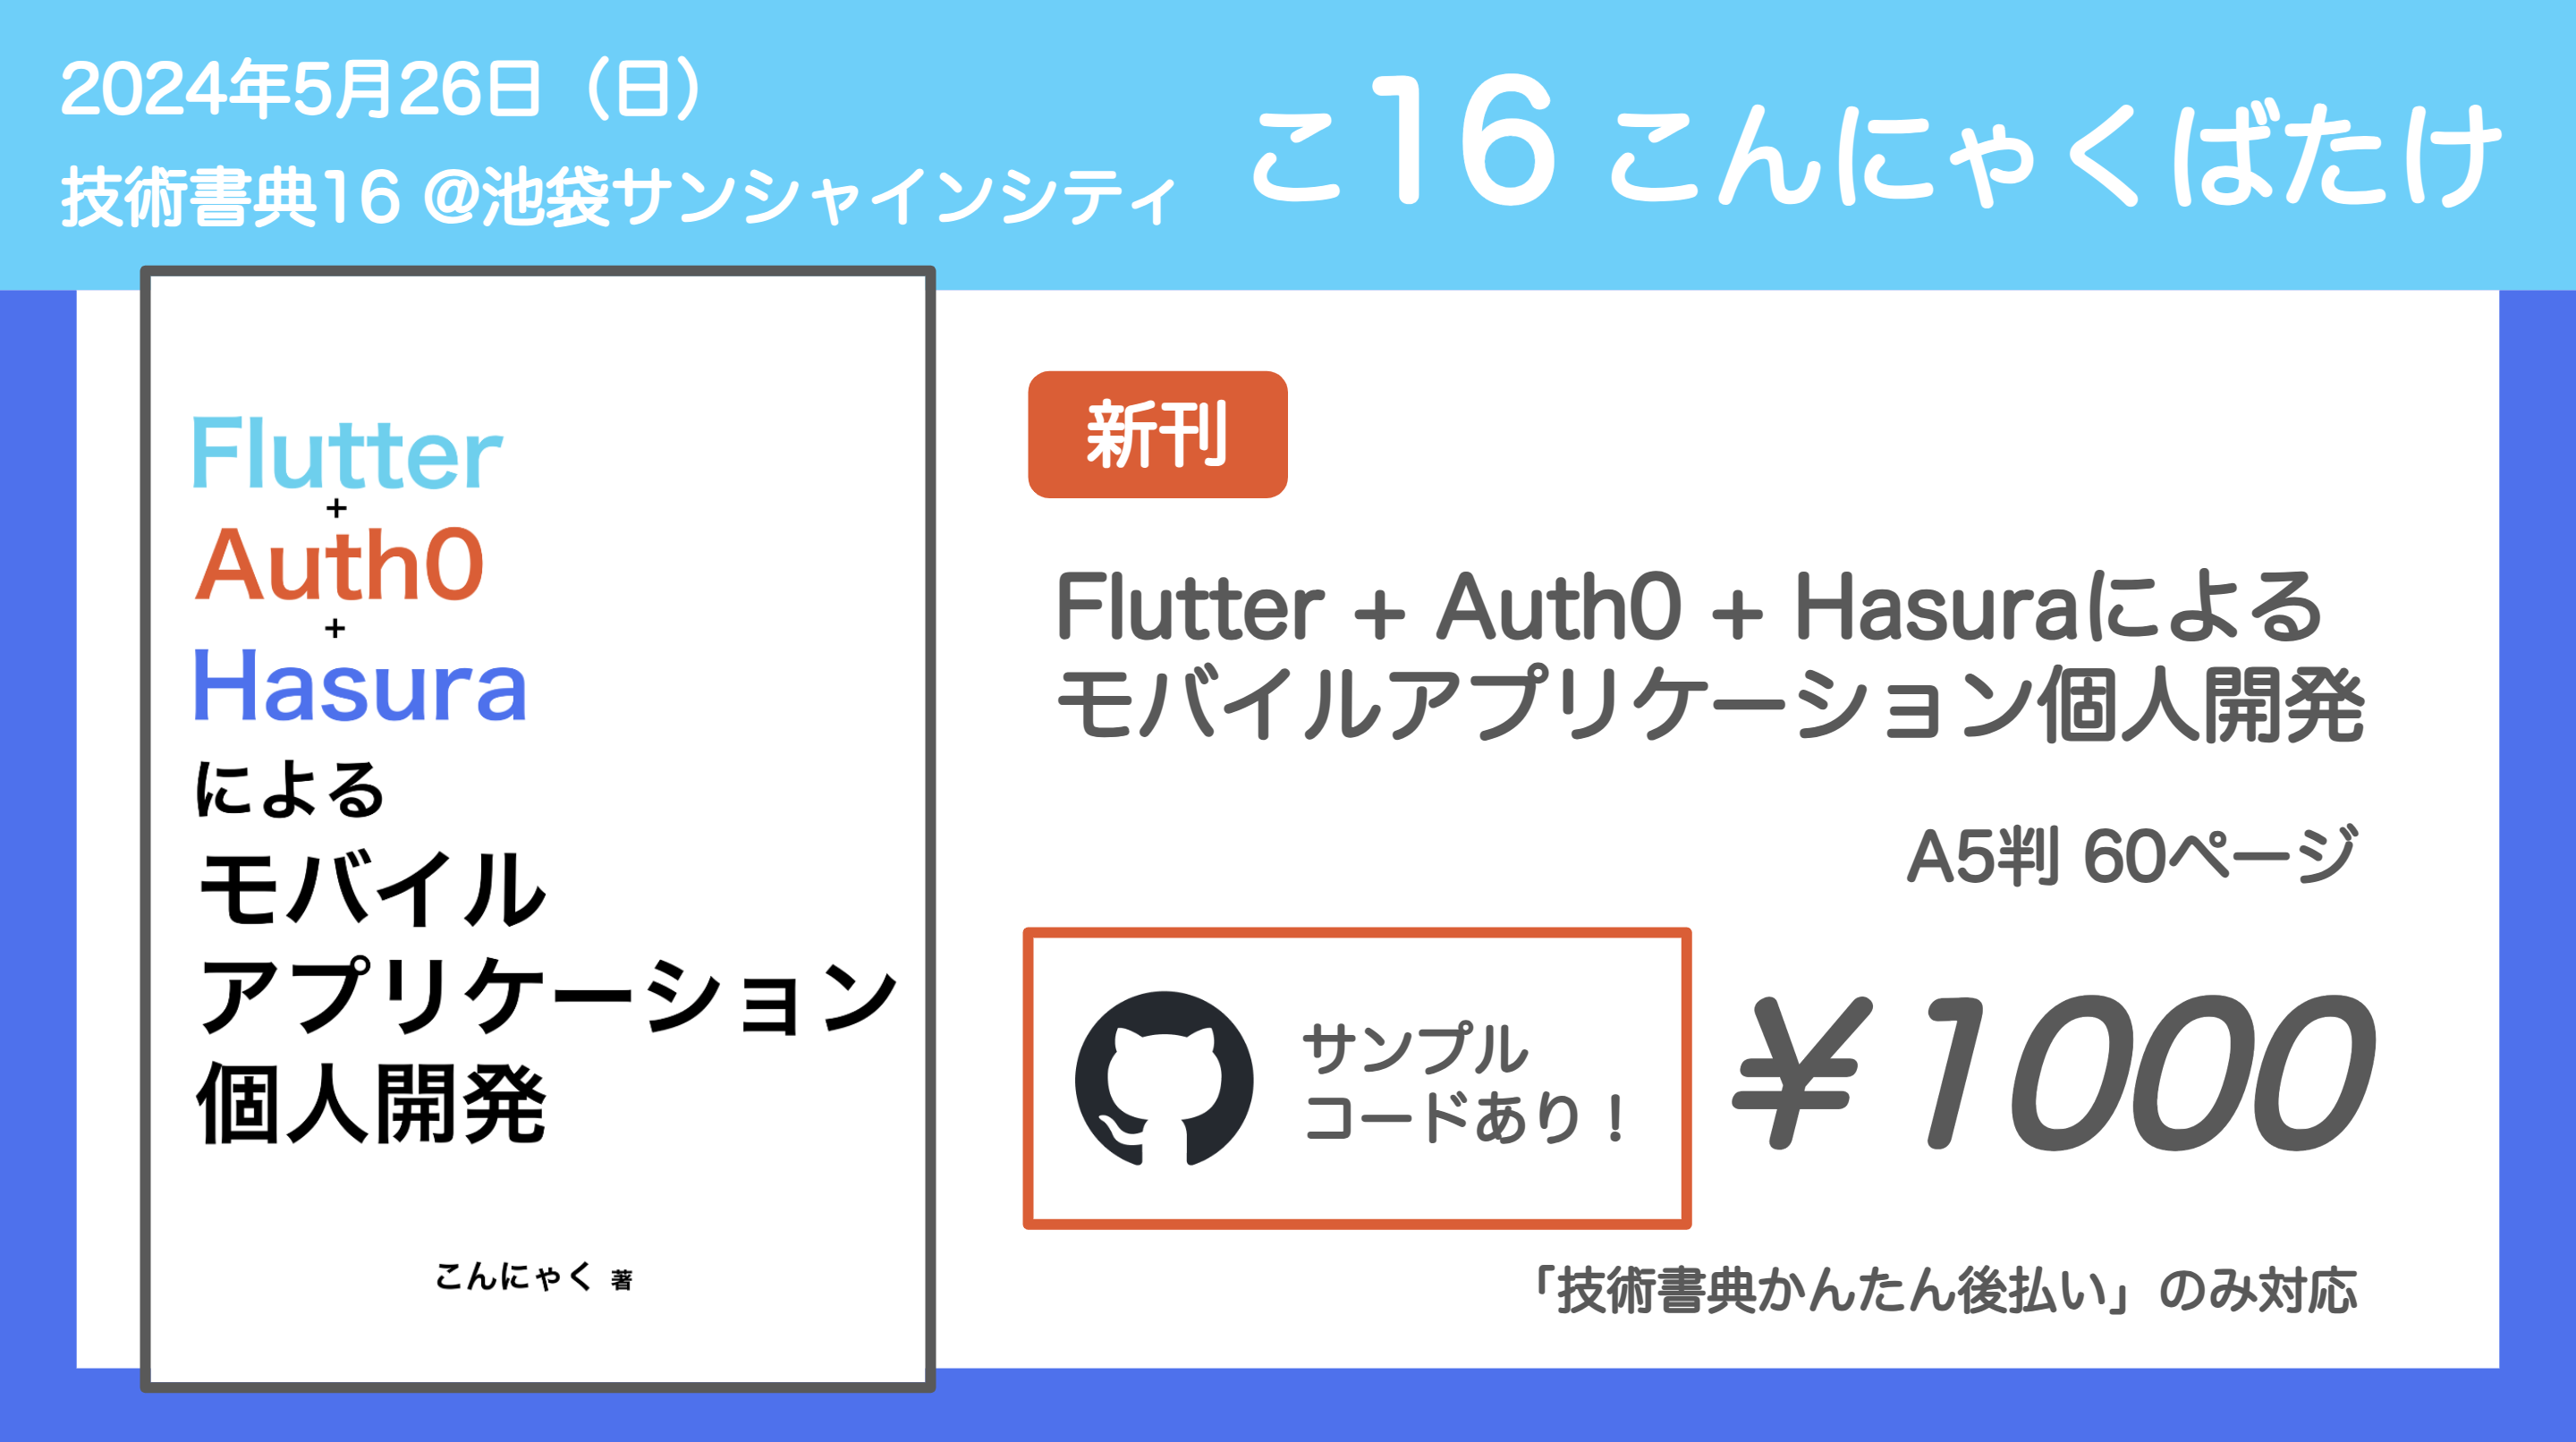 2024年5月26日（日）
技術書典16 @池袋サンシャインシティ
こ16 こんにゃくばたけ
Flutter
+
Auth0
+
Hasura
による
モバイル
アプリケーション
個人開発
こんにゃく 著
新刊
Flutter + Auth0 + Hasuraによる
モバイルアプリケーション個人開発
A5判 60ページ
サンプル
コードあり！
¥1000
「技術書典かんたん後払い」のみ対応